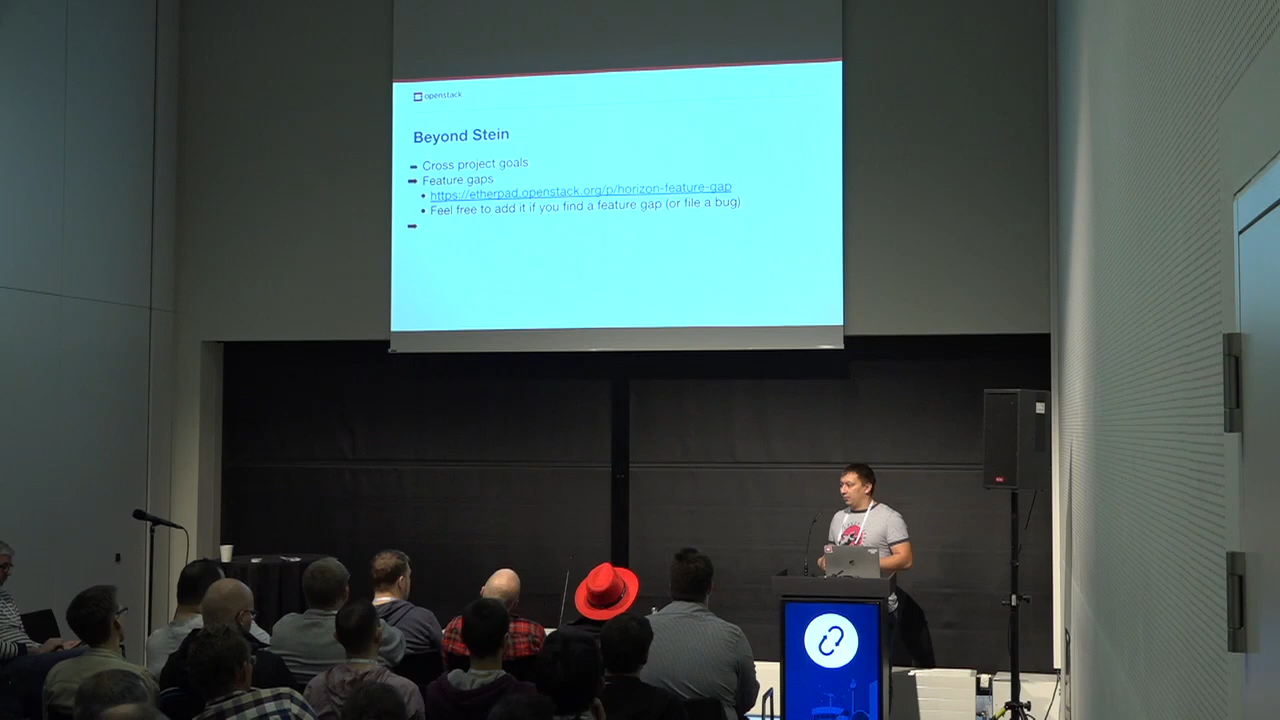 openstack
Beyond Stein
Cross project goals
Feature gaps
https://etherpad.openstack.org/p/horizon-feature-gap
Feel free to add it if you find a feature gap (or file a bug)